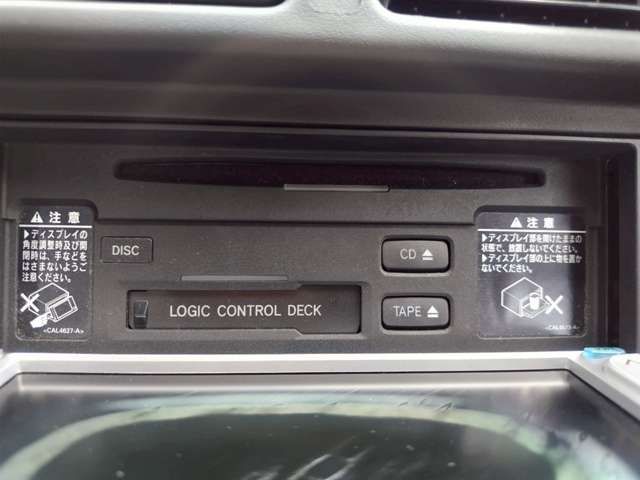 ▲注意
▶ディスプレイの
角度調整時及び開
閉時は、手などを
はさまないようご
注意ください。
<CAL4627-A>
DISC
LOGIC CONTROL DECK
CD ⏏
TAPE ⏏
▲注意
▶ディスプレイ部を開けたままの
状態で、放置しないでください。
▶ディスプレイ部の上に物を置か
ないでください。